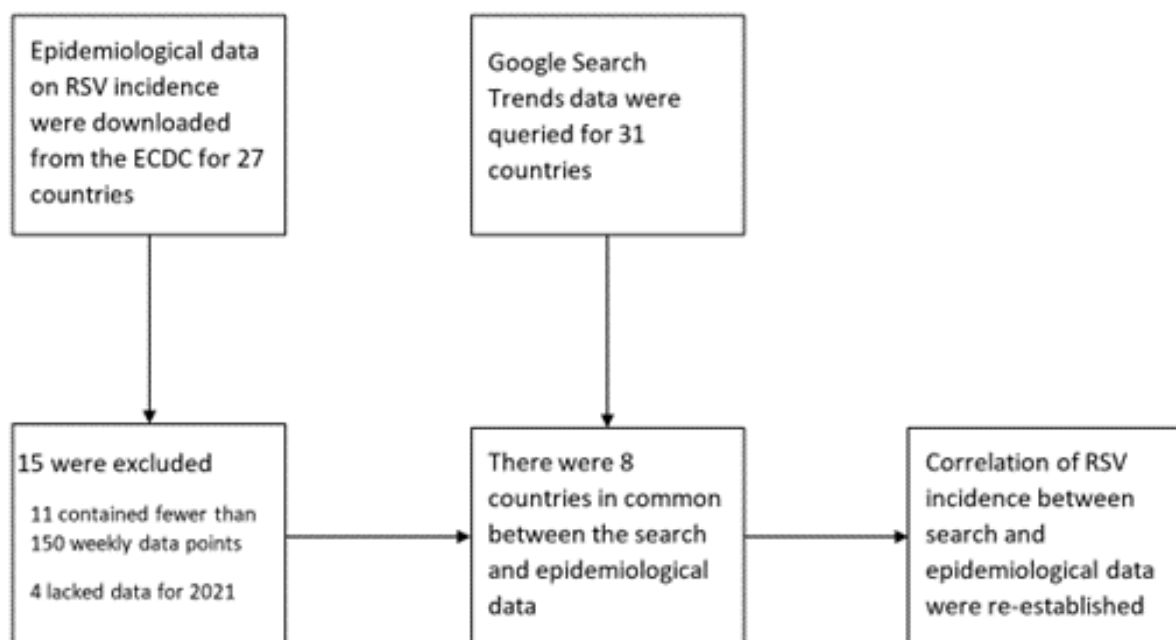 Epidemiological data
on RSV incidence
were downloaded
from the ECDC for 27
countries
Google Search
Trends data were
queried for 31
countries
15 were excluded
11 contained fewer than
150 weekly data points
4 lacked data for 2021
There were 8
countries in common
between the search
and epidemiological
data
Correlation of RSV
incidence between
search and
epidemiological data
were re-established